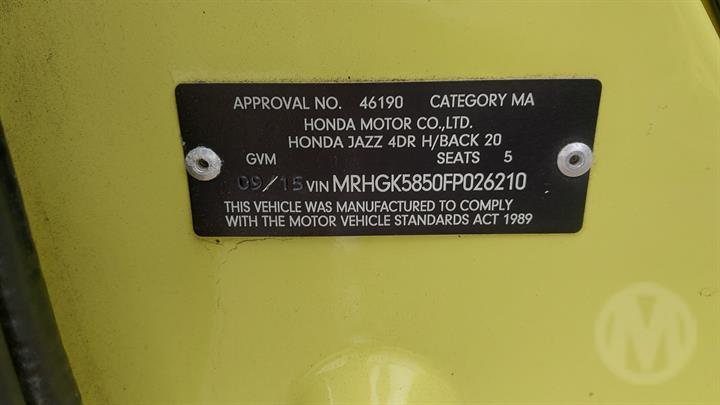 APPROVAL NO. 46190 CATEGORY MA
HONDA MOTOR CO.,LTD.
HONDA JAZZ 4DR H/BACK 20
GVM SEATS 5
09/15 VIN MRHGK5850FP026210
THIS VEHICLE WAS MANUFACTURED TO COMPLY
WITH THE MOTOR VEHICLE STANDARDS ACT 1989
M